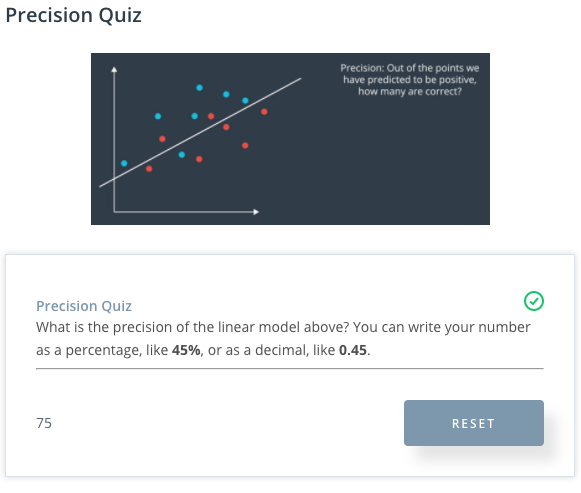 Precision Quiz
Precision: Out of the points we
have predicted to be positive,
how many are correct?
Precision Quiz
What is the precision of the linear model above? You can write your number
as a percentage, like 45%, or as a decimal, like 0.45.
75
RESET